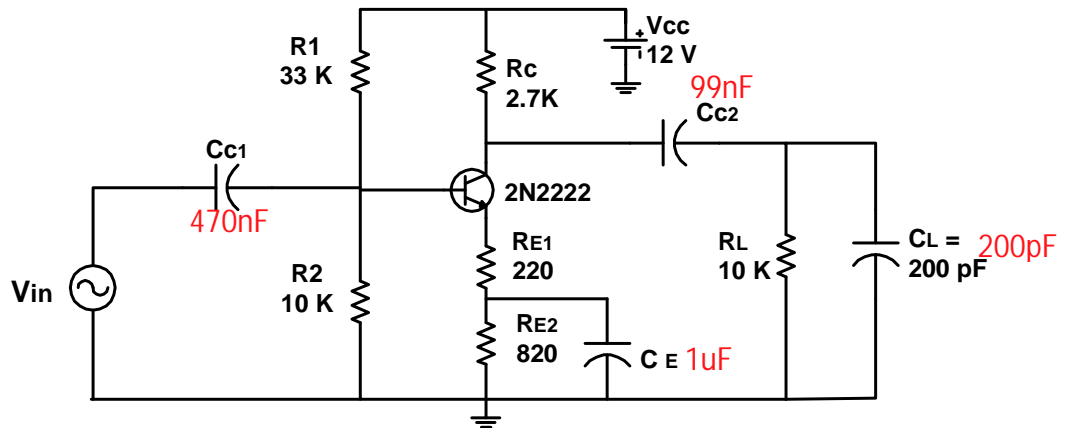 Vcc
12 V
R1
33 K
Rc
2.7K
99nF
Cc2
Cc1
470nF
2N2222
RE1
220
RL
10 K
CL =
200 pF
200pF
Vin
R2
10 K
RE2
820
C E
1uF